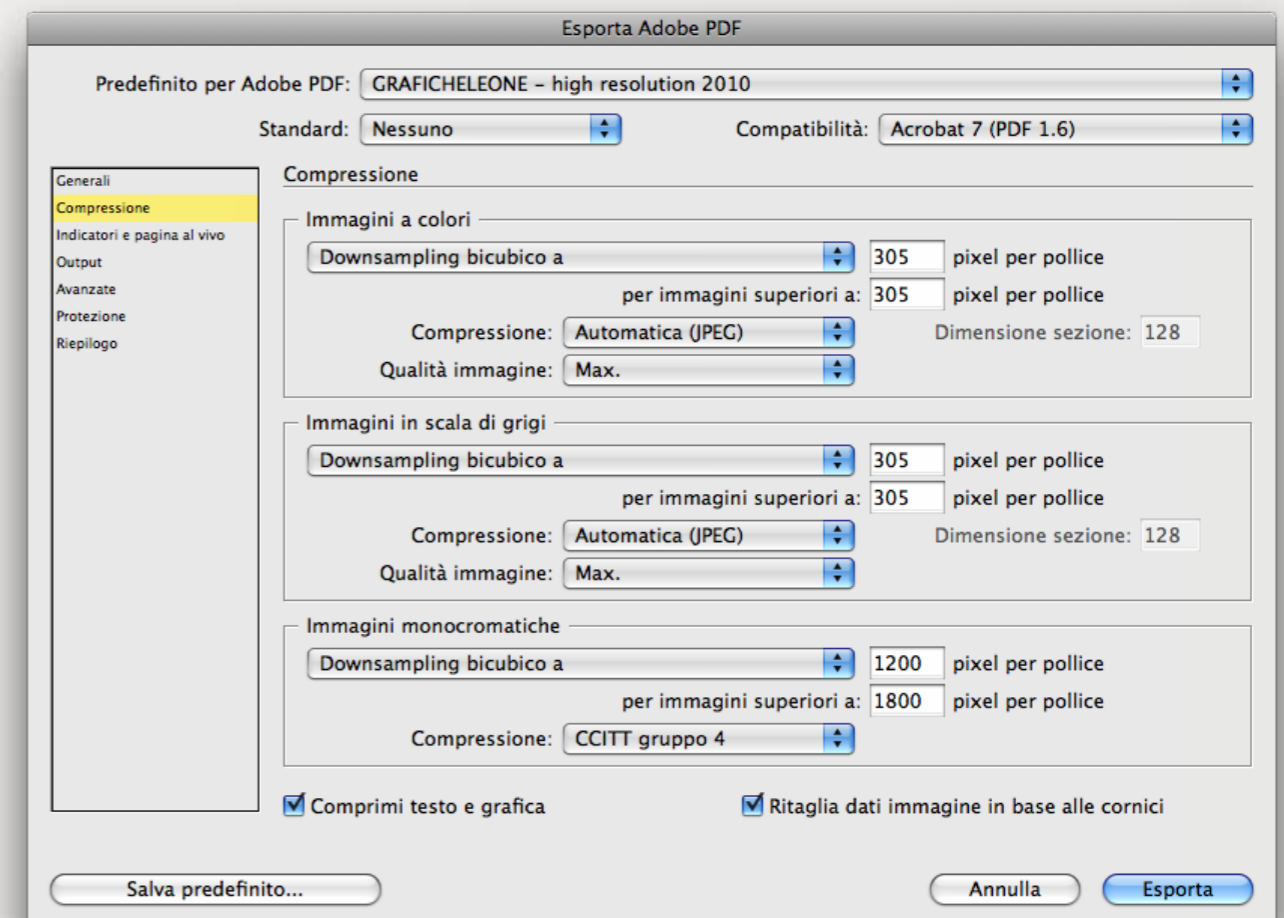 Esporta Adobe PDF
Predefinito per Adobe PDF: GRAFICHELEONE – high resolution 2010
Standard: Nessuno Compatibilità: Acrobat 7 (PDF 1.6)
Generali
Compressione
Indicatori e pagina al vivo
Output
Avanzate
Protezione
Riepilogo
Compressione
Immagini a colori
Downsampling bicubico a 305 pixel per pollice
per immagini superiori a: 305 pixel per pollice
Compressione: Automatica (JPEG) Dimensione sezione: 128
Qualità immagine: Max.
Immagini in scala di grigi
Downsampling bicubico a 305 pixel per pollice
per immagini superiori a: 305 pixel per pollice
Compressione: Automatica (JPEG) Dimensione sezione: 128
Qualità immagine: Max.
Immagini monocromatiche
Downsampling bicubico a 1200 pixel per pollice
per immagini superiori a: 1800 pixel per pollice
Compressione: CCITT gruppo 4
Comprimi testo e grafica Ritaglia dati immagine in base alle cornici
Salva predefinito... Annulla Esporta